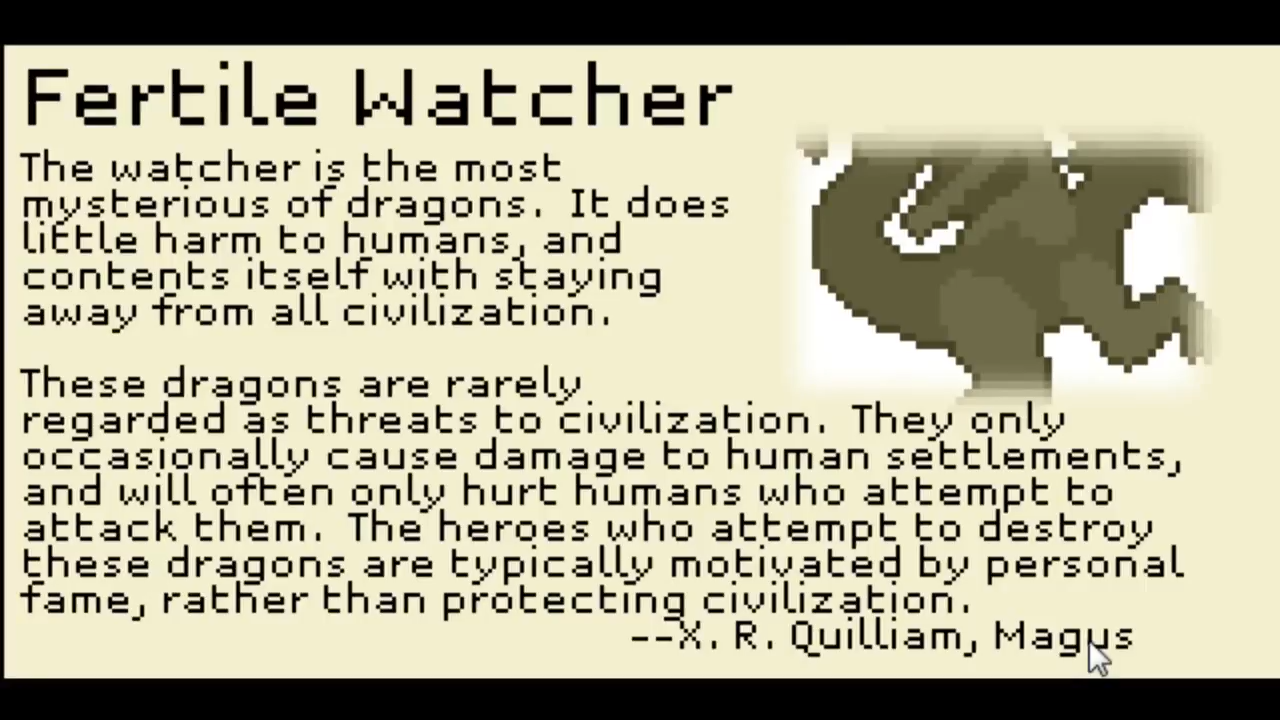 Fertile Watcher
The watcher is the most
mysterious of dragons. It does
little harm to humans, and
contents itself with staying
away from all civilization.
These dragons are rarely
regarded as threats to civilization. They only
occasionally cause damage to human settlements,
and will often only hurt humans who attempt to
attack them. The heroes who attempt to destroy
these dragons are typically motivated by personal
fame, rather than protecting civilization.
--X. R. Quilliam, Magus